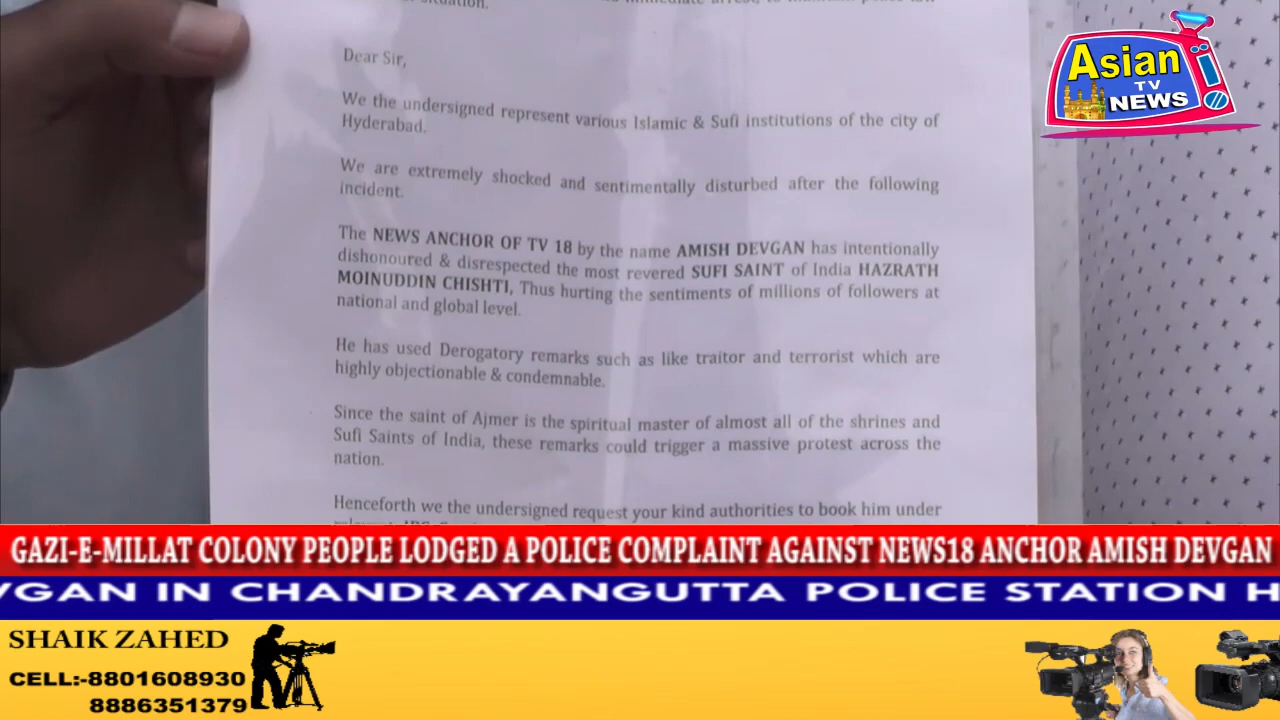 situation.
immediate arrest, to maintain peace law
Dear Sir,
We the undersigned represent various Islamic & Sufi institutions of the city of
Hyderabad.
We are extremely shocked and sentimentally disturbed after the following
incident.
The NEWS ANCHOR OF TV 18 by the name AMISH DEVGAN has intentionally
dishonoured & disrespected the most revered SUFI SAINT of India HAZRATH
MOINUDDIN CHISHTI, Thus hurting the sentiments of millions of followers at
national and global level.
He has used Derogatory remarks such as like traitor and terrorist which are
highly objectionable & condemnable.
Since the saint of Ajmer is the spiritual master of almost all of the shrines and
Sufi Saints of India, these remarks could trigger a massive protest across the
nation.
Henceforth we the undersigned request your kind authorities to book him under
Asian
TV
NEWS
GAZI-E-MILLAT COLONY PEOPLE LODGED A POLICE COMPLAINT AGAINST NEWS18 ANCHOR AMISH DEVGAN
VGAN IN CHANDRAYANGUTTA POLICE STATION H
SHAIK ZAHED
CELL:-8801608930
8886351379